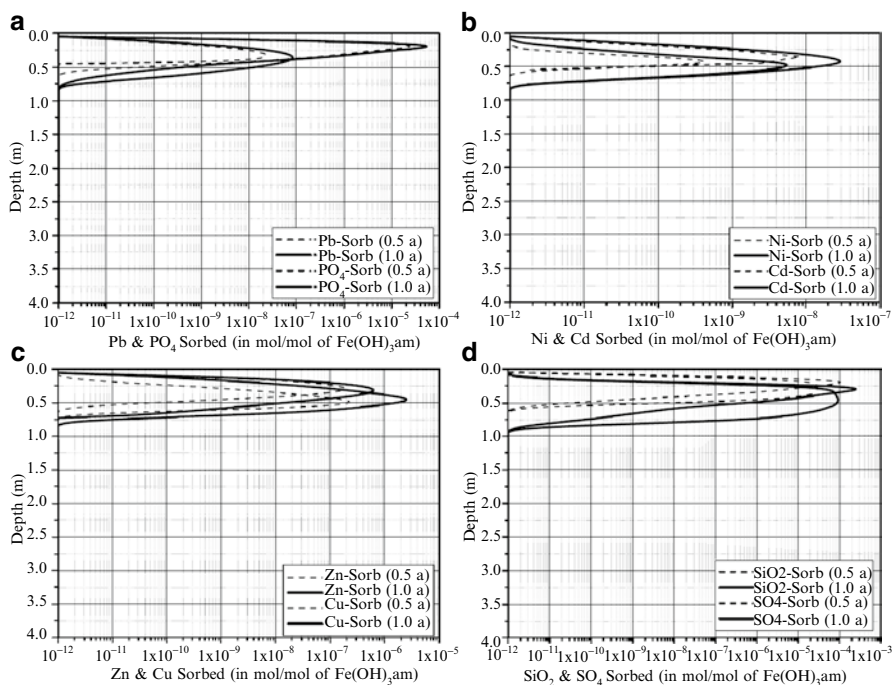 a
0.0
0.5
1.0
1.5
2.0
2.5
3.0
3.5
4.0
Depth (m)
Pb-Sorb (0.5 a)
Pb-Sorb (1.0 a)
PO4-Sorb (0.5 a)
PO4-Sorb (1.0 a)
10-12 1x10-11 1x10-10 1x10-9 1x10-8 1x10-7 1x10-6 1x10-5 1x10-4
Pb & PO4 Sorbed (in mol/mol of Fe(OH)3am)
b
0.0
0.5
1.0
1.5
2.0
2.5
3.0
3.5
4.0
Depth (m)
Ni-Sorb (0.5 a)
Ni-Sorb (1.0 a)
Cd-Sorb (0.5 a)
Cd-Sorb (1.0 a)
10-12 1x10-11 1x10-10 1x10-9 1x10-8 1x10-7
Ni & Cd Sorbed (in mol/mol of Fe(OH)3am)
c
0.0
0.5
1.0
1.5
2.0
2.5
3.0
3.5
4.0
Depth (m)
Zn-Sorb (0.5 a)
Zn-Sorb (1.0 a)
Cu-Sorb (0.5 a)
Cu-Sorb (1.0 a)
10-12 1x10-11 1x10-10 1x10-9 1x10-8 1x10-7 1x10-6 1x10-5
Zn & Cu Sorbed (in mol/mol of Fe(OH)3am)
d
0.0
0.5
1.0
1.5
2.0
2.5
3.0
3.5
4.0
Depth (m)
SiO2-Sorb (0.5 a)
SiO2-Sorb (1.0 a)
SO4-Sorb (0.5 a)
SO4-Sorb (1.0 a)
10-12 1x10-11 1x10-10 1x10-9 1x10-8 1x10-7 1x10-6 1x10-5 1x10-4 1x10-3
SiO2 & SO4 Sorbed (in mol/mol of Fe(OH)3am)